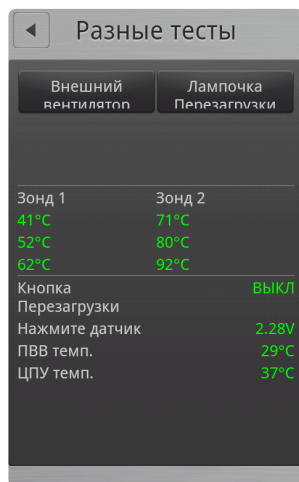 Разные тесты
Внешний вентилятор
Лампочка Перезагрузки
Зонд 1 Зонд 2
41°C 71°C
52°C 80°C
62°C 92°C
Кнопка ВЫКЛ
Перезагрузки
Нажмите датчик 2.28V
ПВВ темп. 29°C
ЦПУ темп. 37°C